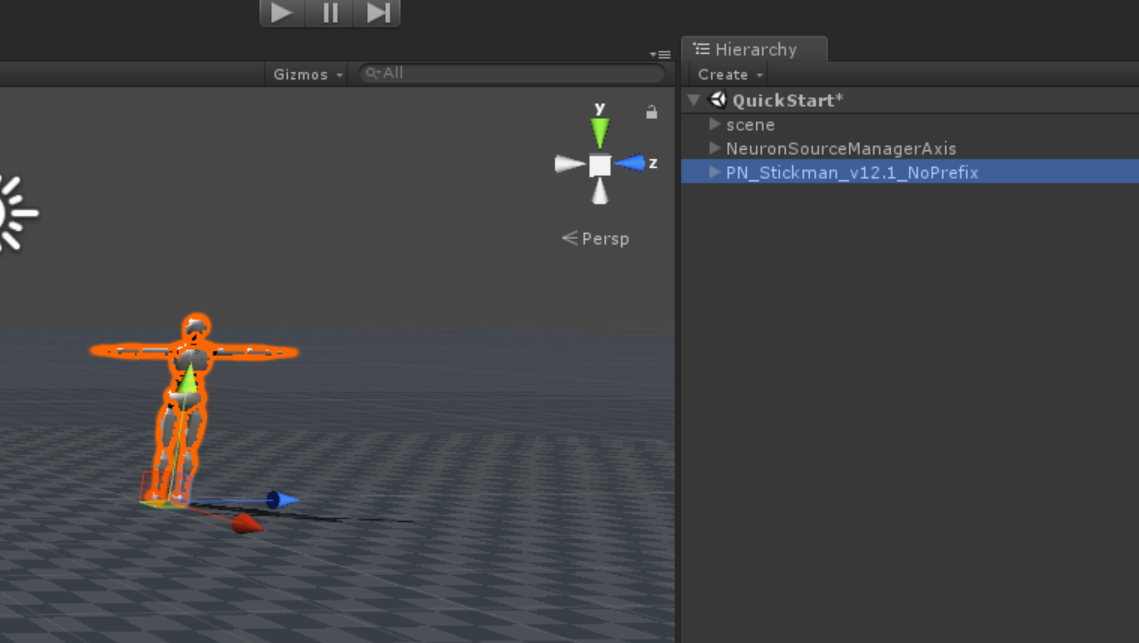 Hierarchy
Gizmos
All
Create
QuickStart*
scene
NeuronSourceManagerAxis
PN_Stickman_v12.1_NoPrefix
y
z
Persp